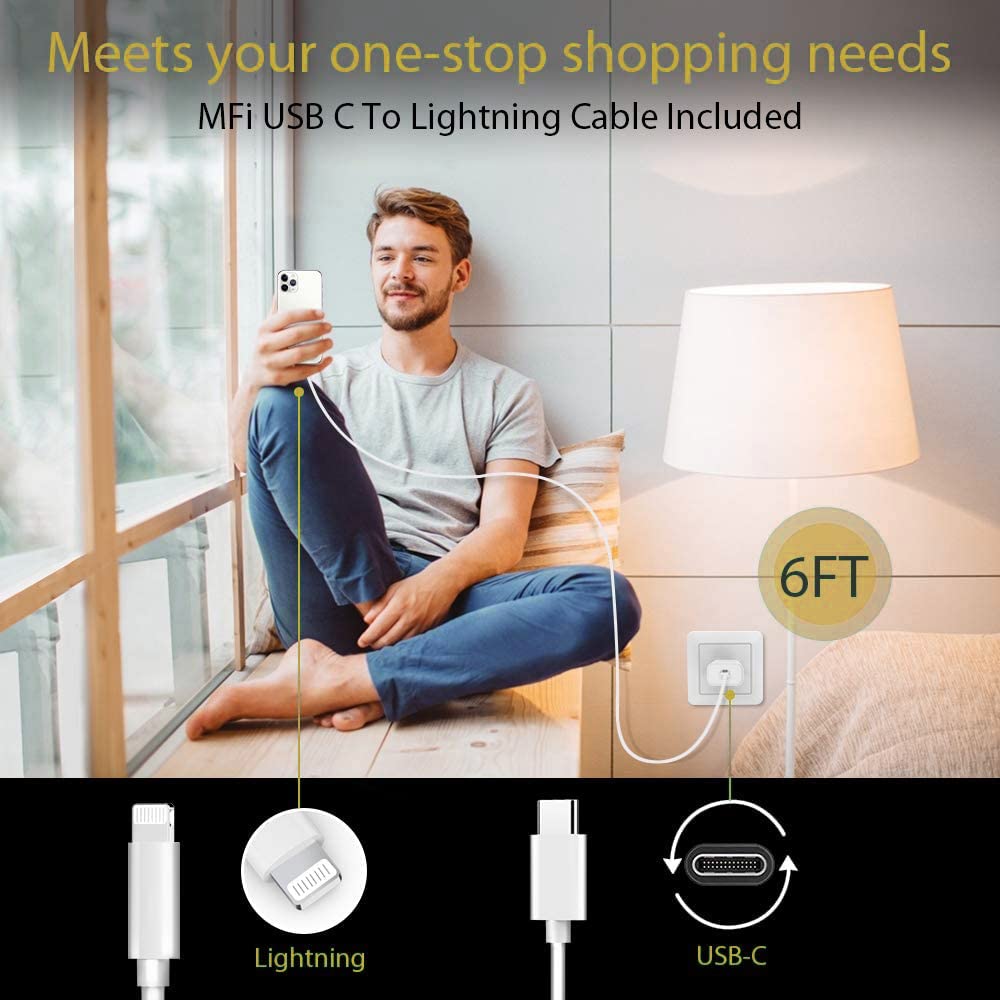 Meets your one-stop shopping needs
MFi USB C To Lightning Cable Included
6FT
Lightning
USB-C